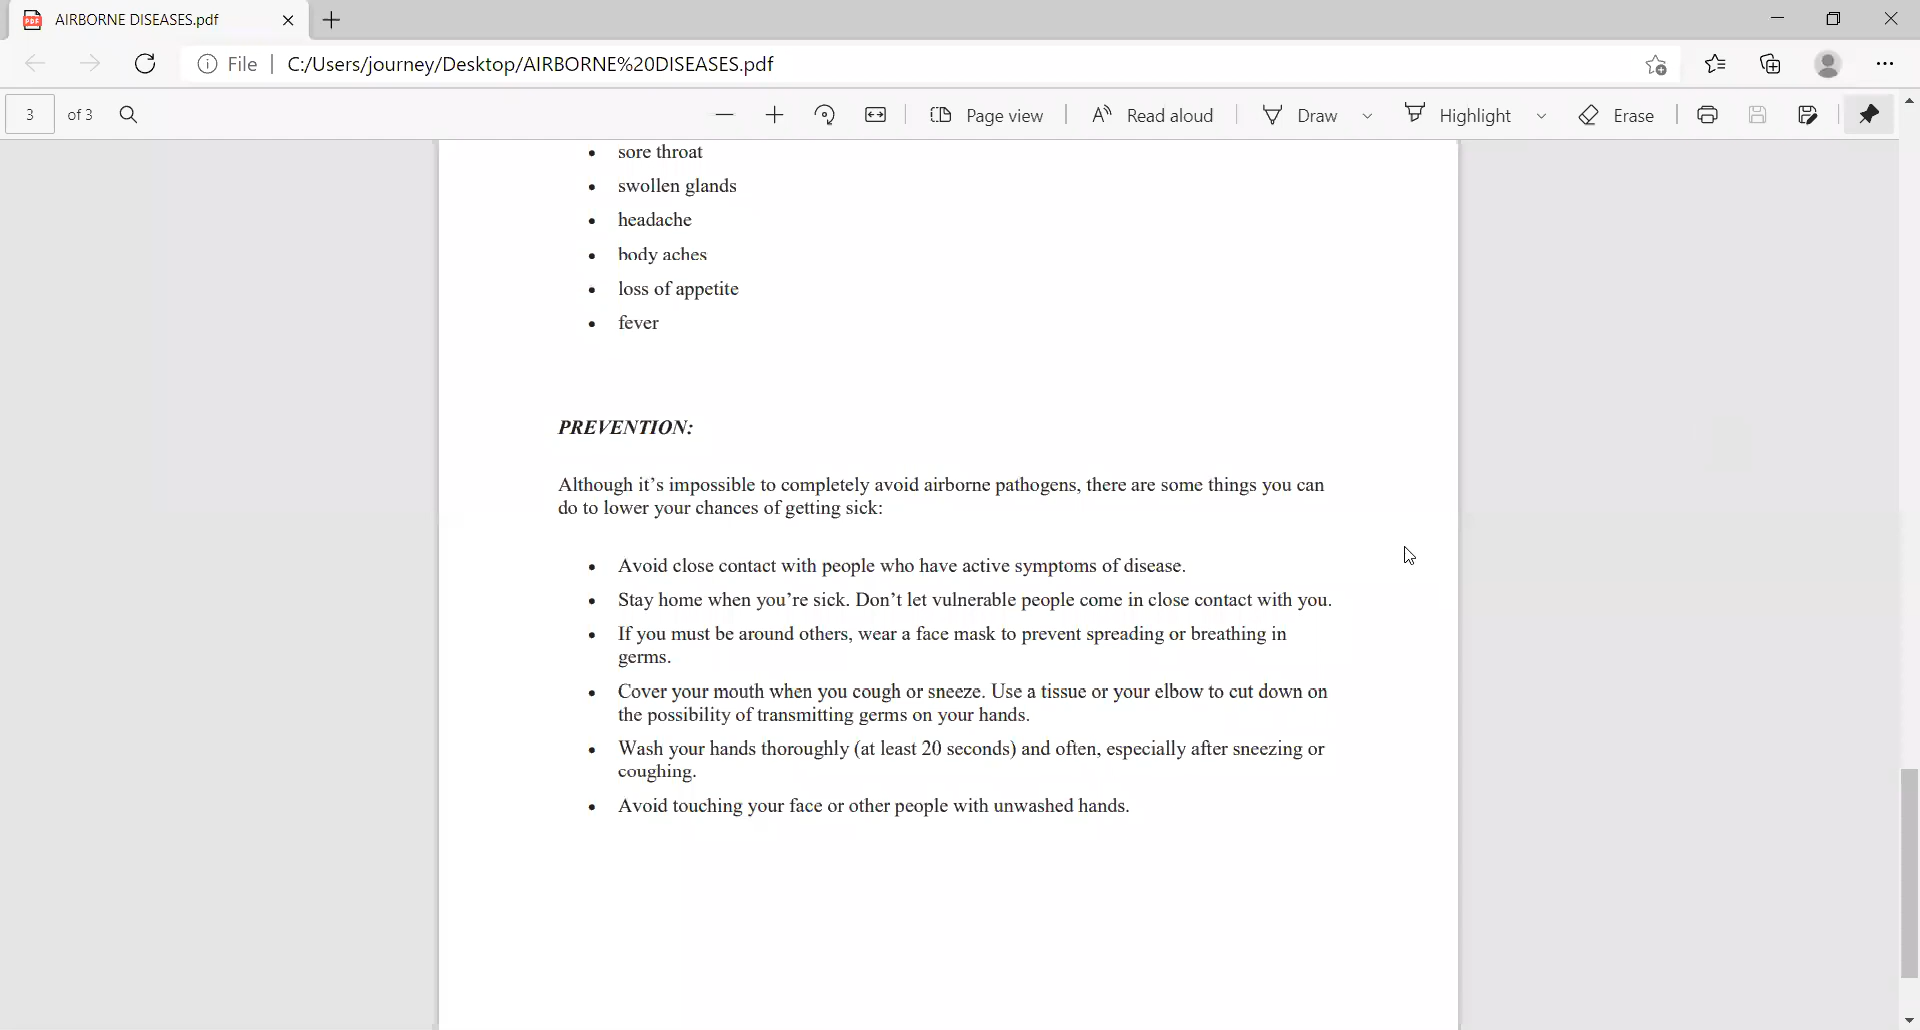 AIRBORNE DISEASES.pdf
File
C:/Users/journey/Desktop/AIRBORNE%20DISEASES.pdf
3 of 3
Page view
Read aloud
Draw
Highlight
Erase
• sore throat
• swollen glands
• headache
• body aches
• loss of appetite
• fever
PREVENTION:
Although it’s impossible to completely avoid airborne pathogens, there are some things you can
do to lower your chances of getting sick:
• Avoid close contact with people who have active symptoms of disease.
• Stay home when you’re sick. Don’t let vulnerable people come in close contact with you.
• If you must be around others, wear a face mask to prevent spreading or breathing in
germs.
• Cover your mouth when you cough or sneeze. Use a tissue or your elbow to cut down on
the possibility of transmitting germs on your hands.
• Wash your hands thoroughly (at least 20 seconds) and often, especially after sneezing or
coughing.
• Avoid touching your face or other people with unwashed hands.